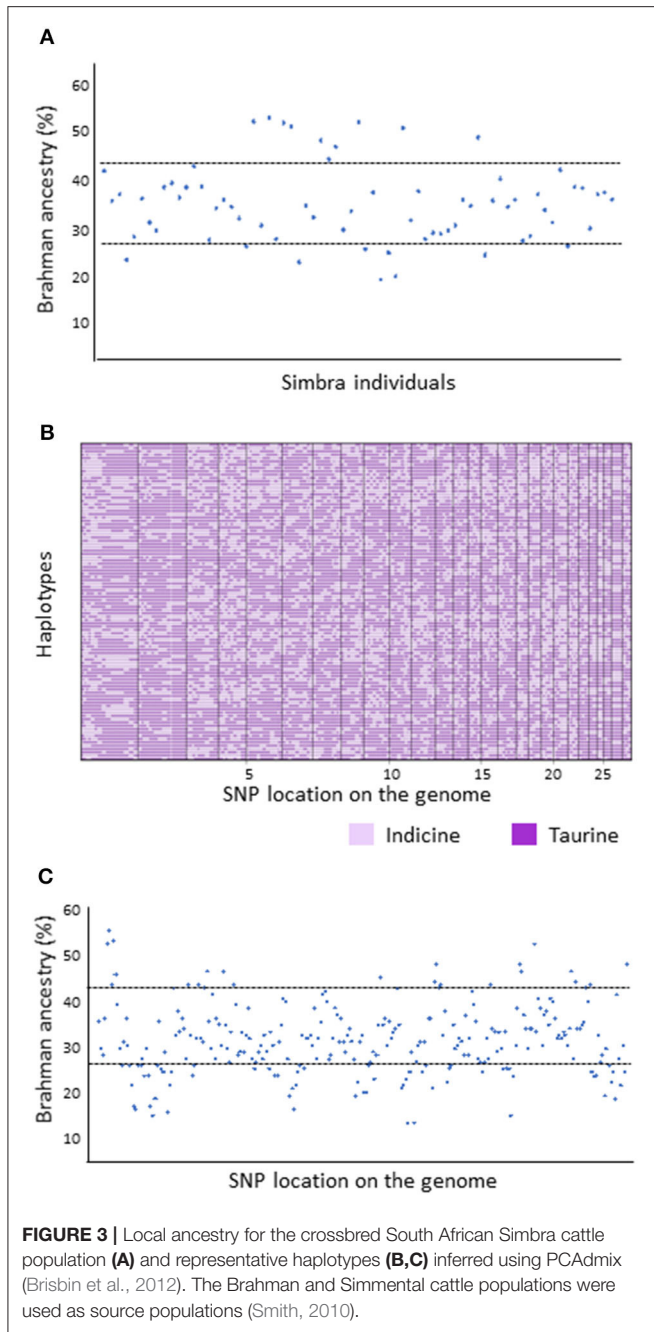 A
Brahman ancestry (%)
60
50
40
30
20
10
Simbra individuals
B
Haplotypes
5 10 15 20 25
SNP location on the genome
Indicine Taurine
C
Brahman ancestry (%)
60
50
40
30
20
10
SNP location on the genome
FIGURE 3 | Local ancestry for the crossbred South African Simbra cattle
population (A) and representative haplotypes (B,C) inferred using PCAdmix
(Brisbin et al., 2012). The Brahman and Simmental cattle populations were
used as source populations (Smith, 2010).